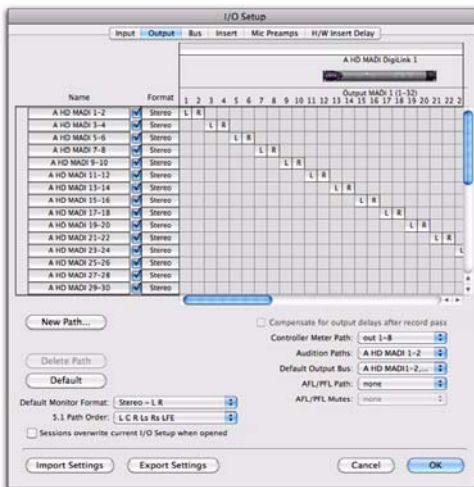 I/O Setup
Input Output Bus Insert Mic Preamps H/W Insert Delay
A HD MADI DigiLink 1
Output MADI 1 (1-32)
Name Format 1 2 3 4 5 6 7 8 9 10 11 12 13 14 15 16 17 18 19 20 21 22 2
A HD MADI 1-2 Stereo L R
A HD MADI 3-4 Stereo L R
A HD MADI 5-6 Stereo L R
A HD MADI 7-8 Stereo L R
A HD MADI 9-10 Stereo L R
A HD MADI 11-12 Stereo L R
A HD MADI 13-14 Stereo L R
A HD MADI 15-16 Stereo L R
A HD MADI 17-18 Stereo L R
A HD MADI 19-20 Stereo L R
A HD MADI 21-22 Stereo L R
A HD MADI 23-24 Stereo L
A HD MADI 25-26 Stereo
A HD MADI 27-28 Stereo
A HD MADI 29-30 Stereo
New Path...
Compensate for output delays after record pass
Controller Meter Path: out 1-8
Delete Path
Audition Paths: A HD MADI 1-2
Default
Default Output Bus: A HD MADI1-2,...
AFL/PFL Path: none
Default Monitor Format: Stereo - L R
AFL/PFL Mutes: none
5.1 Path Order: L C R Ls Rs LFE
Sessions overwrite current I/O Setup when opened
Import Settings Export Settings Cancel OK